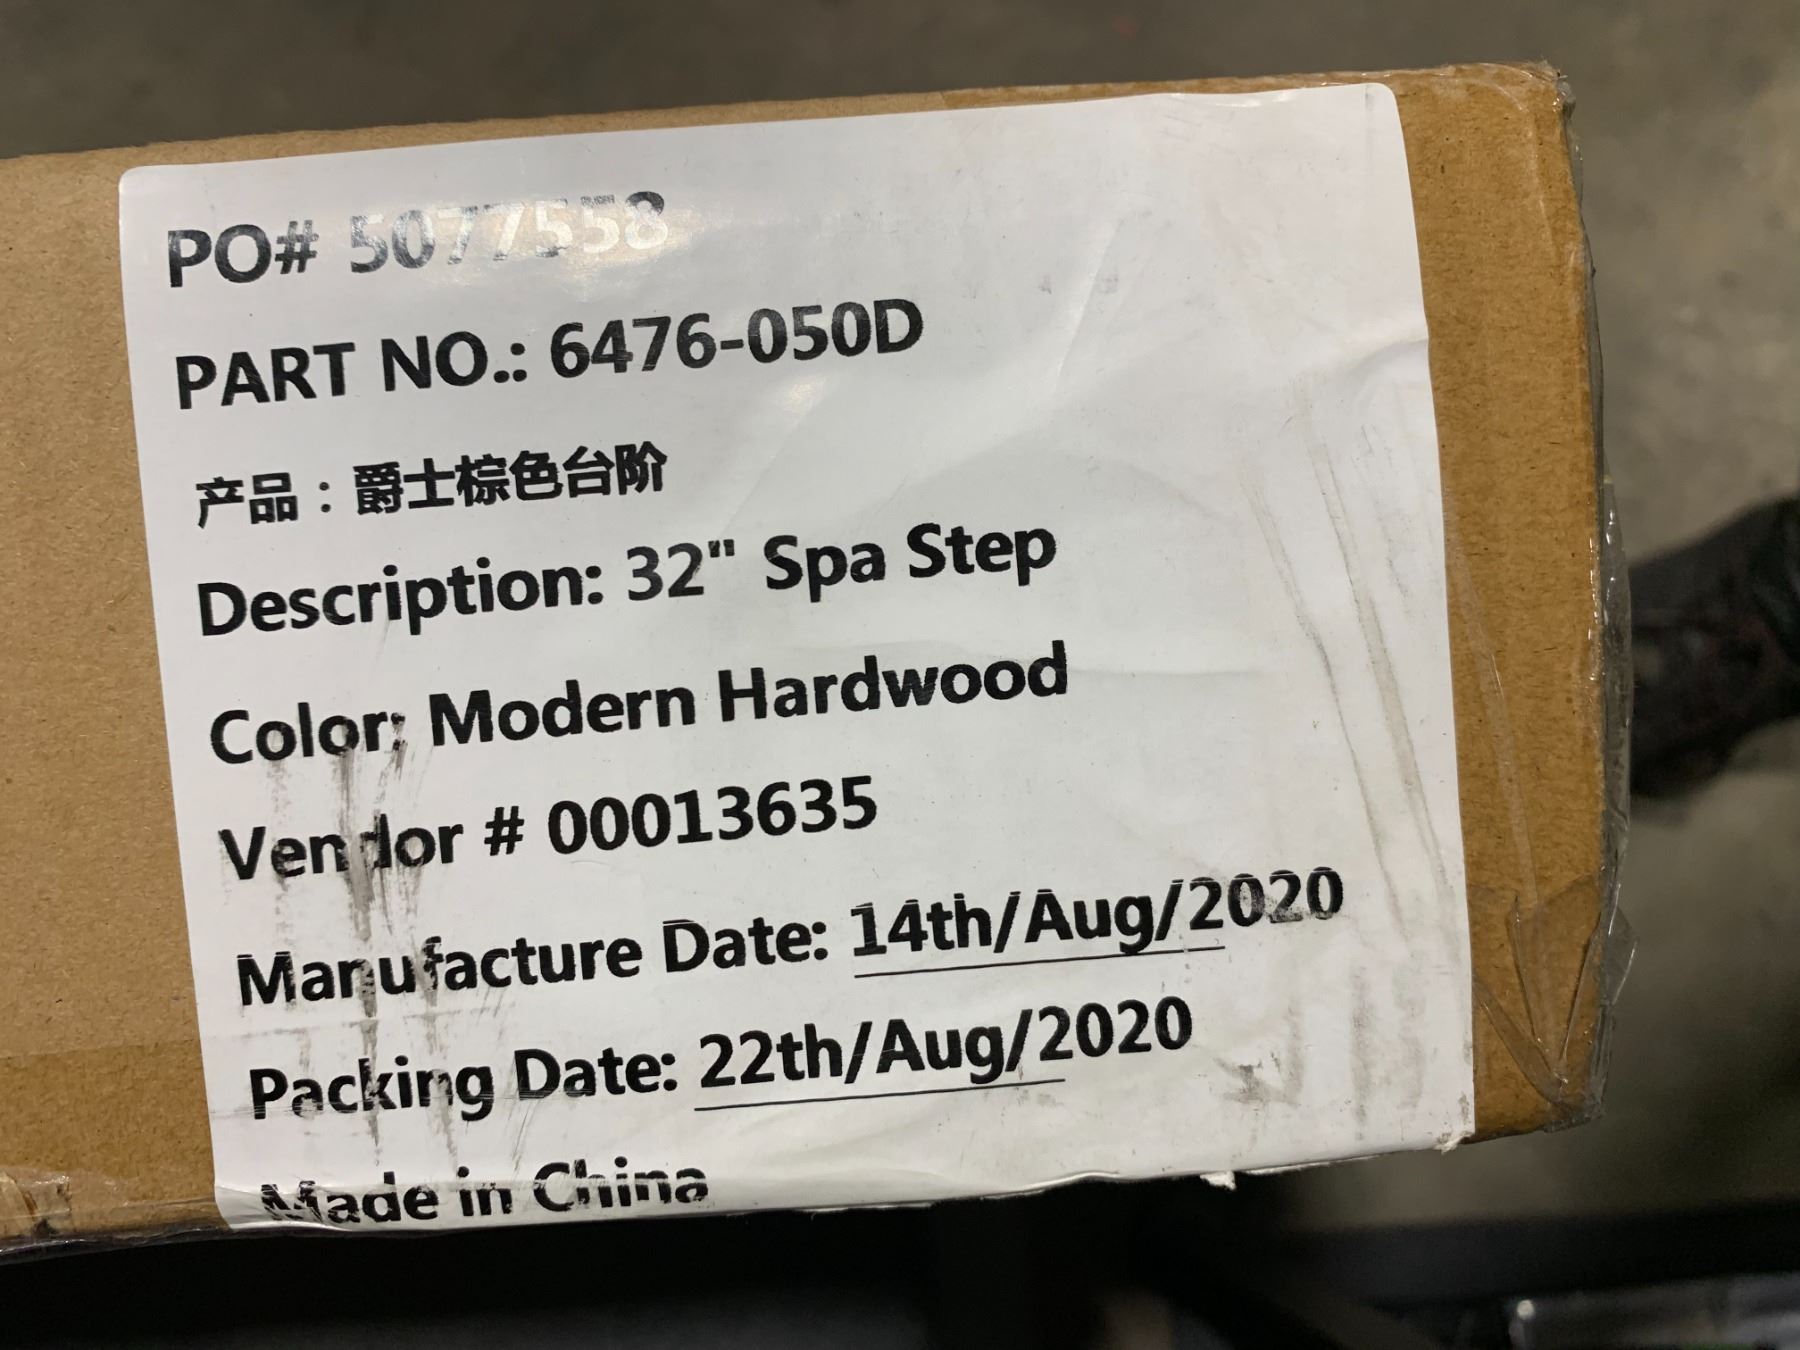 PO# 5077558
PART NO.: 6476-050D
产品：爵士棕色台阶
Description: 32" Spa Step
Color: Modern Hardwood
Vendor # 00013635
Manufacture Date: 14th/Aug/2020
Packing Date: 22th/Aug/2020
Made in China